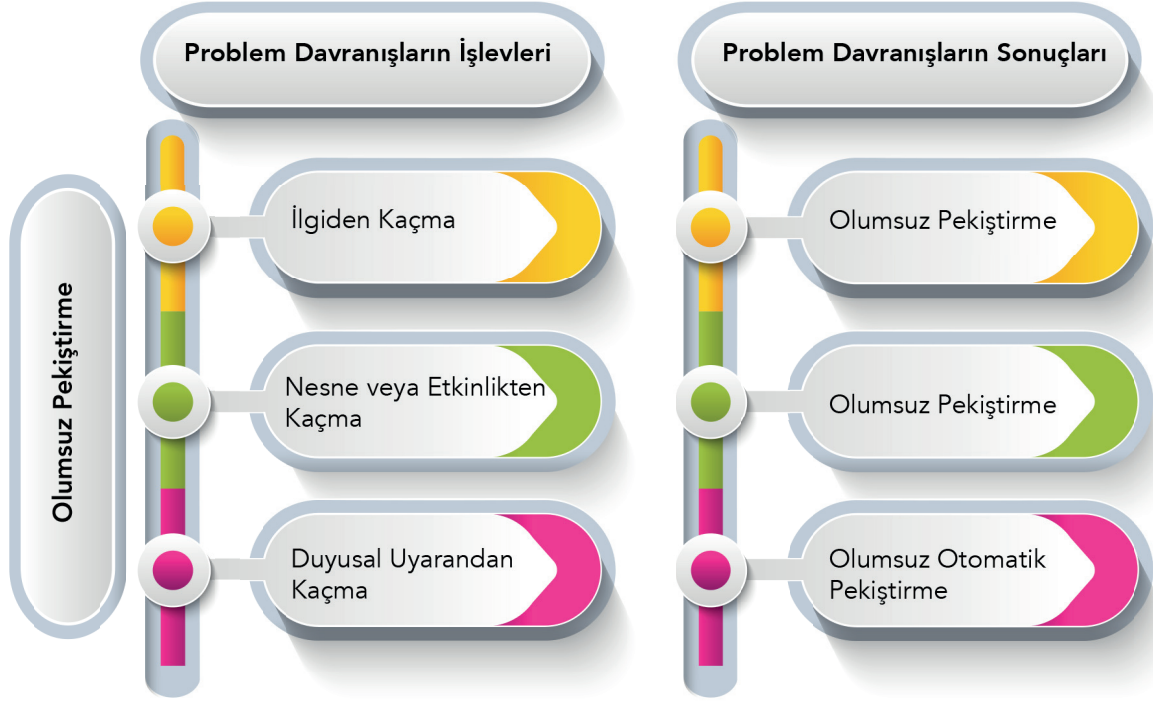 Problem Davranışların İşlevleri
Problem Davranışların Sonuçları
Olumsuz Pekiştirme
İlgiden Kaçma
Olumsuz Pekiştirme
Nesne veya Etkinlikten
Kaçma
Olumsuz Pekiştirme
Duyusal Uyarandan
Kaçma
Olumsuz Otomatik
Pekiştirme